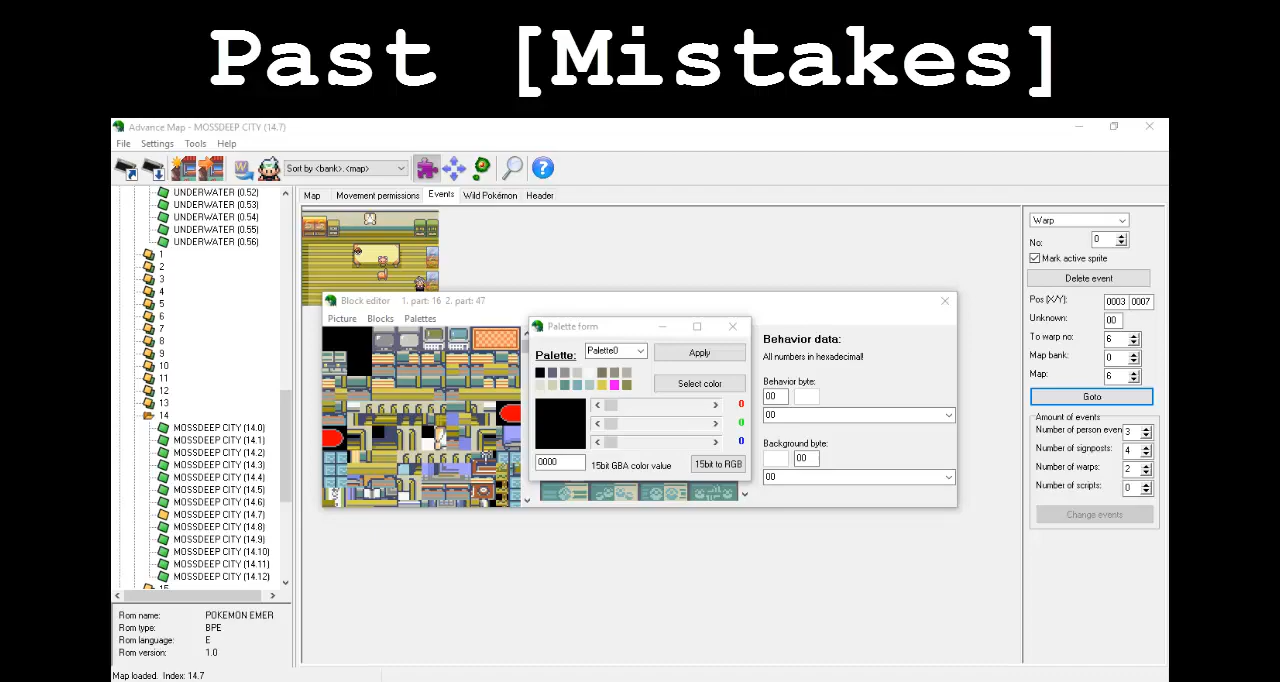 Past [Mistakes]
Advance Map - MOSSDEEP CITY (14.7)
File Settings Tools Help
Sort by <bank>.<map>
Map Movement permissions Events Wild Pokémon Header
UNDERWATER (0.52)
UNDERWATER (0.53)
UNDERWATER (0.54)
UNDERWATER (0.55)
UNDERWATER (0.56)
1
2
3
4
5
6
7
8
9
10
11
12
13
14
MOSSDEEP CITY (14.0)
MOSSDEEP CITY (14.1)
MOSSDEEP CITY (14.2)
MOSSDEEP CITY (14.3)
MOSSDEEP CITY (14.4)
MOSSDEEP CITY (14.5)
MOSSDEEP CITY (14.6)
MOSSDEEP CITY (14.7)
MOSSDEEP CITY (14.8)
MOSSDEEP CITY (14.9)
MOSSDEEP CITY (14.10)
MOSSDEEP CITY (14.11)
MOSSDEEP CITY (14.12)
15
Rom name: POKEMON EMER
Rom type: BPE
Rom language: E
Rom version: 1.0
Map loaded. Index: 14.7
Block editor 1. part: 16 2. part: 47
Picture Blocks Palettes
Palette form
Palette: Palette0 Apply
Select color
0
0
0
0000 15bit GBA color value 15bit to RGB
Behavior data:
All numbers in hexadecimal!
Behavior byte:
00
00
Background byte:
00
00
Warp
No: 0
Mark active sprite
Delete event
Pos (X/Y): 0003 0007
Unknown: 00
To warp no: 6
Map bank: 0
Map: 6
Goto
Amount of events
Number of person even 3
Number of signposts 4
Number of warps: 2
Number of scripts: 0
Change events